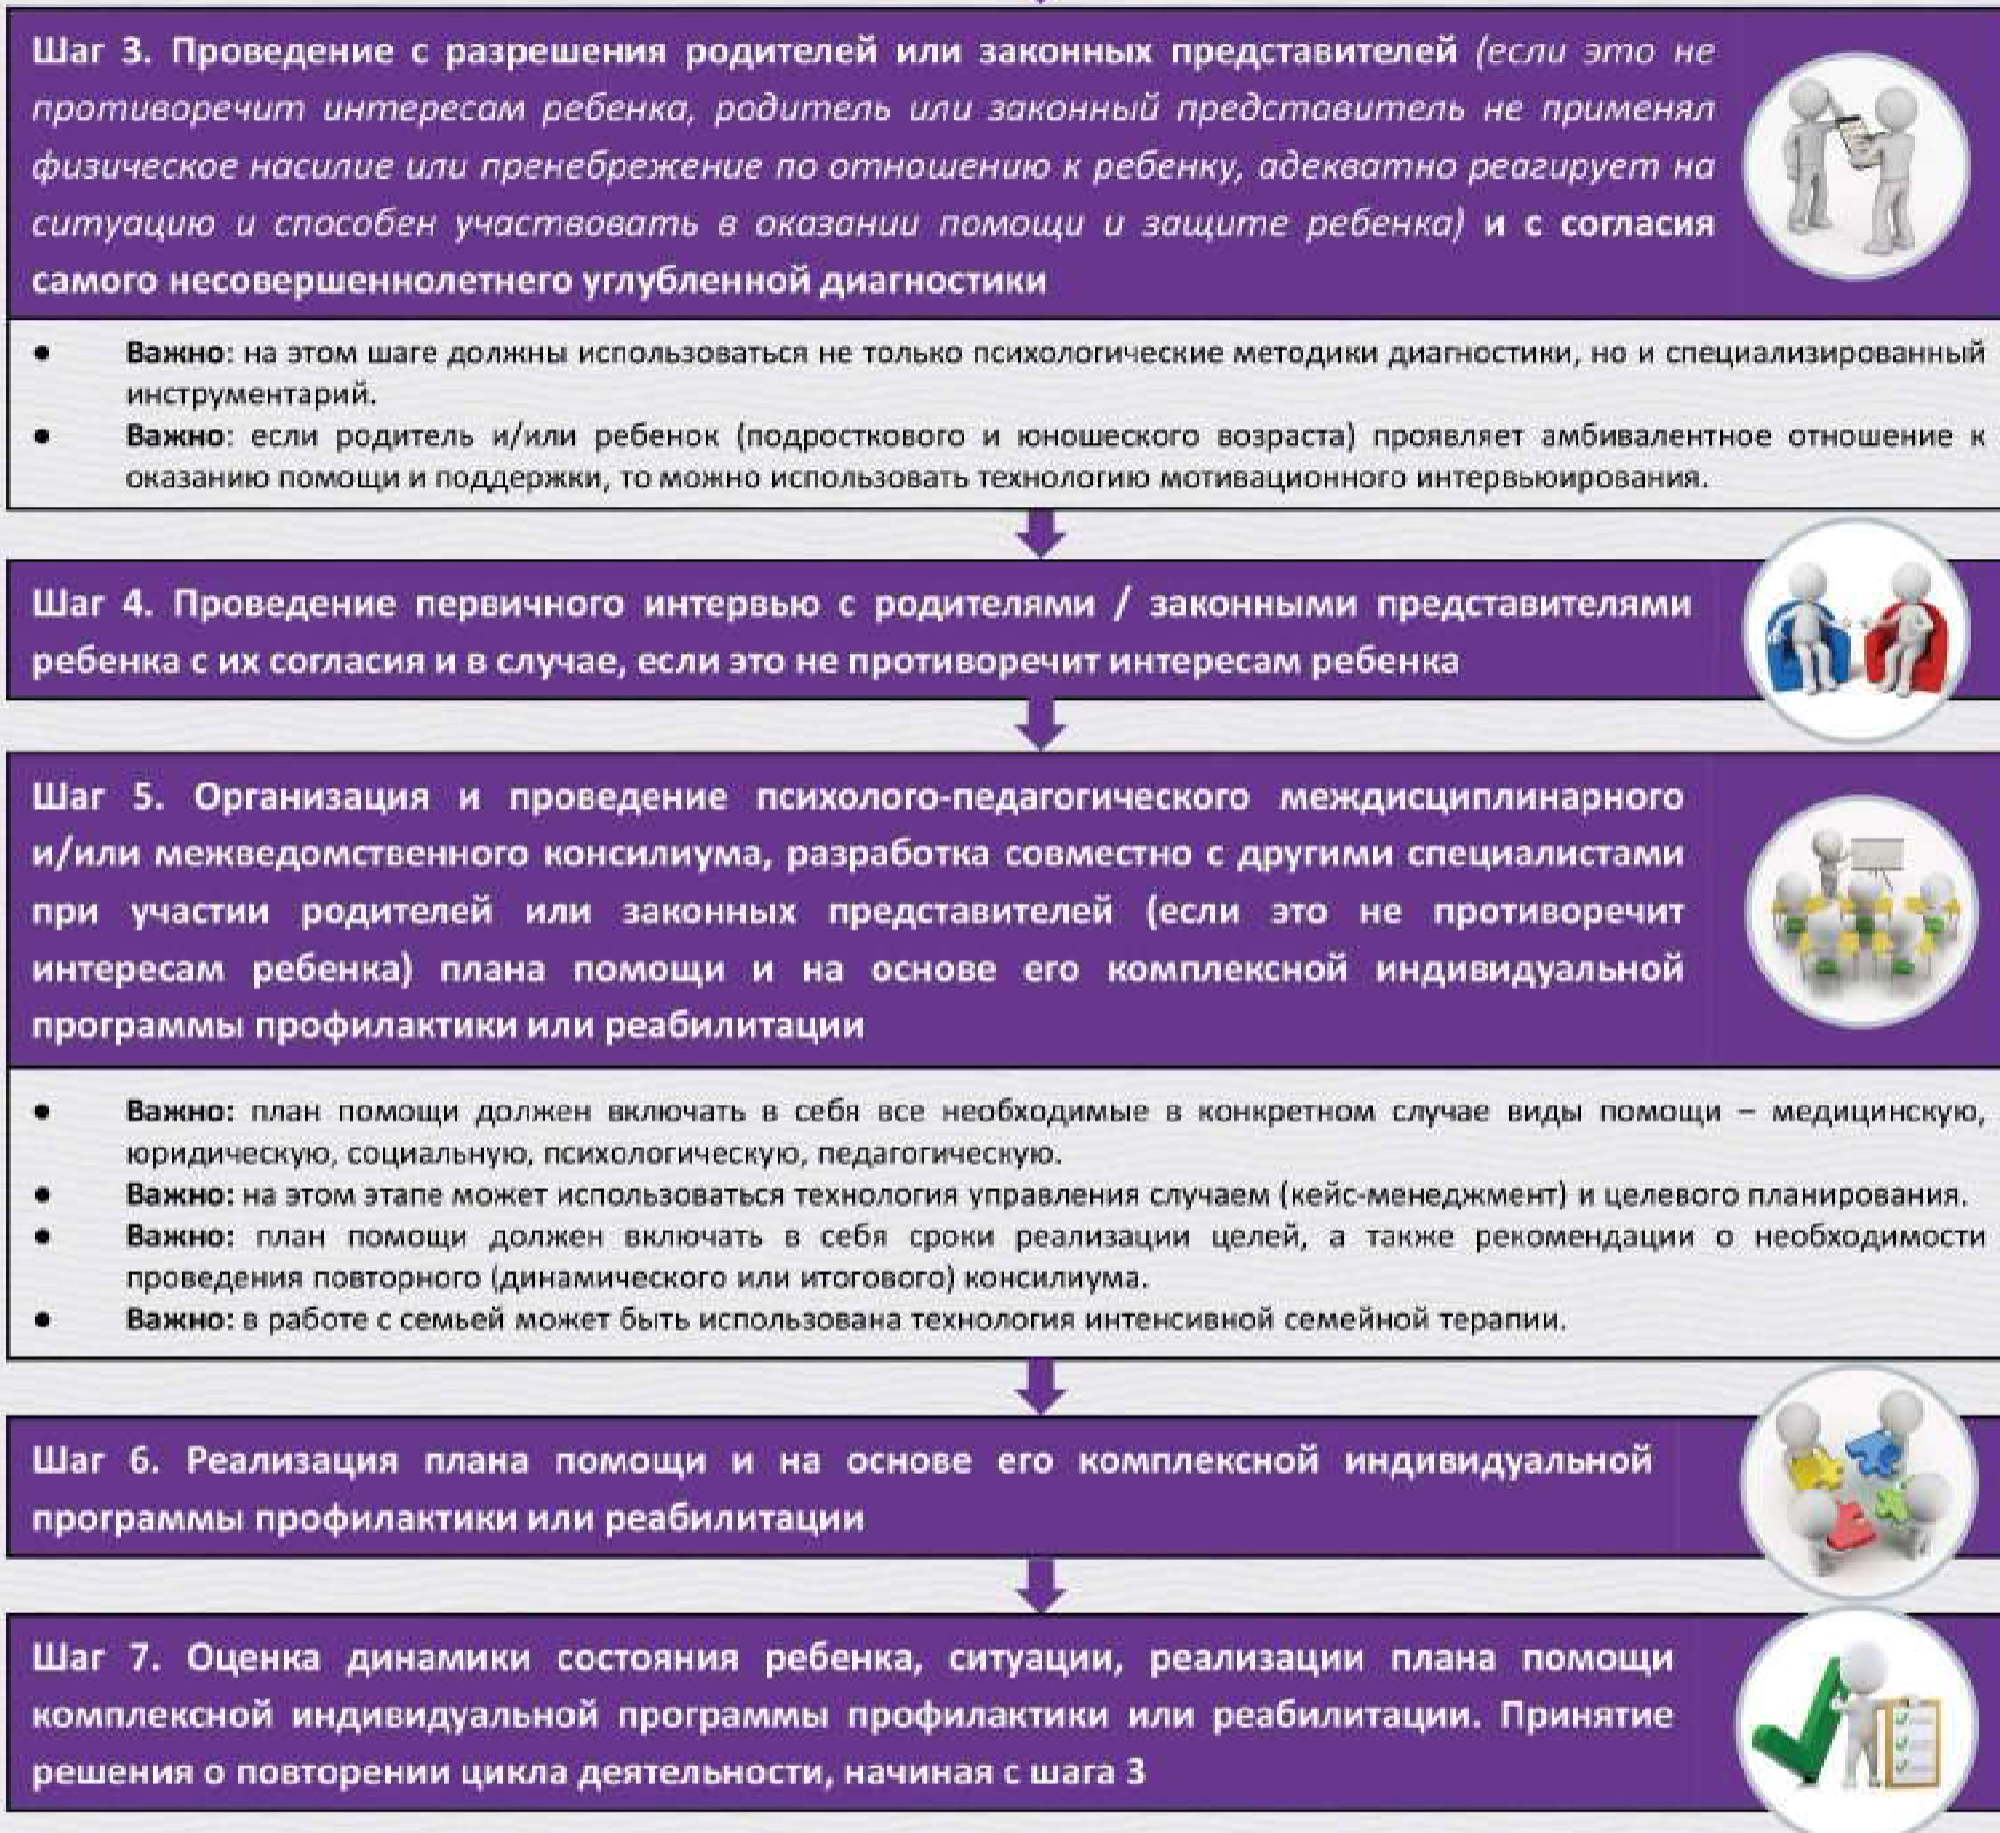 Шаг 3. Проведение с разрешения родителей или законных представителей (если это не
противоречит интересам ребенка, родитель или законный представитель не применял
физическое насилие или пренебрежение по отношению к ребенку, адекватно реагирует на
ситуацию и способен участвовать в оказании помощи и защите ребенка) и с согласия
самого несовершеннолетнего углубленной диагностики
● Важно: на этом шаге должны использоваться не только психологические методики диагностики, но и специализированный
инструментарий.
● Важно: если родитель и/или ребенок (подросткового и юношеского возраста) проявляет амбивалентное отношение к
оказанию помощи и поддержки, то можно использовать технологию мотивационного интервьюирования.
Шаг 4. Проведение первичного интервью с родителями / законными представителями
ребенка с их согласия и в случае, если это не противоречит интересам ребенка
Шаг 5. Организация и проведение психолого-педагогического междисциплинарного
и/или межведомственного консилиума, разработка совместно с другими специалистами
при участии родителей или законных представителей (если это не противоречит
интересам ребенка) плана помощи и на основе его комплексной индивидуальной
программы профилактики или реабилитации
● Важно: план помощи должен включать в себя все необходимые в конкретном случае виды помощи – медицинскую,
юридическую, социальную, психологическую, педагогическую.
● Важно: на этом этапе может использоваться технология управления случаем (кейс-менеджмент) и целевого планирования.
● Важно: план помощи должен включать в себя сроки реализации целей, а также рекомендации о необходимости
проведения повторного (динамического или итогового) консилиума.
● Важно: в работе с семьей может быть использована технология интенсивной семейной терапии.
Шаг 6. Реализация плана помощи и на основе его комплексной индивидуальной
программы профилактики или реабилитации
Шаг 7. Оценка динамики состояния ребенка, ситуации, реализации плана помощи
комплексной индивидуальной программы профилактики или реабилитации. Принятие
решения о повторении цикла деятельности, начиная с шага 3